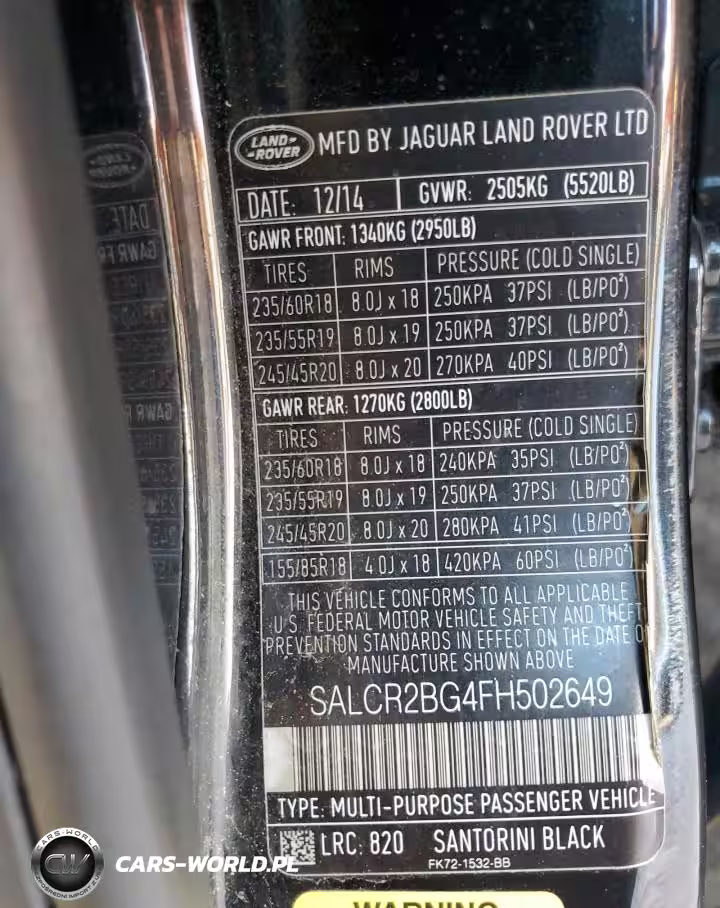 LAND-
-ROVER
MFD BY JAGUAR LAND ROVER LTD
DATE: 12/14 GVWR: 2505KG (5520LB)
GAWR FRONT: 1340KG (2950LB)
TIRES RIMS PRESSURE (COLD SINGLE)
235/60R18 8.0J x 18 250KPA 37PSI (LB/PO²)
235/55R19 8.0J x 19 250KPA 37PSI (LB/PO²)
245/45R20 8.0J x 20 270KPA 40PSI (LB/PO²)
GAWR REAR: 1270KG (2800LB)
TIRES RIMS PRESSURE (COLD SINGLE)
235/60R18 8.0J x 18 240KPA 35PSI (LB/PO²)
235/55R19 8.0J x 19 250KPA 37PSI (LB/PO²)
245/45R20 8.0J x 20 280KPA 41PSI (LB/PO²)
155/85R18 4.0J x 18 420KPA 60PSI (LB/PO²)
THIS VEHICLE CONFORMS TO ALL APPLICABLE
U.S. FEDERAL MOTOR VEHICLE SAFETY AND THEFT
PREVENTION STANDARDS IN EFFECT ON THE DATE O
MANUFACTURE SHOWN ABOVE
SALCR2BG4FH502649
TYPE: MULTI-PURPOSE PASSENGER VEHICLE
LRC: 820 SANTORINI BLACK
FK72-1532-BB
WARNING
CARS-WORLD
CW
CARS-WORLD.PL